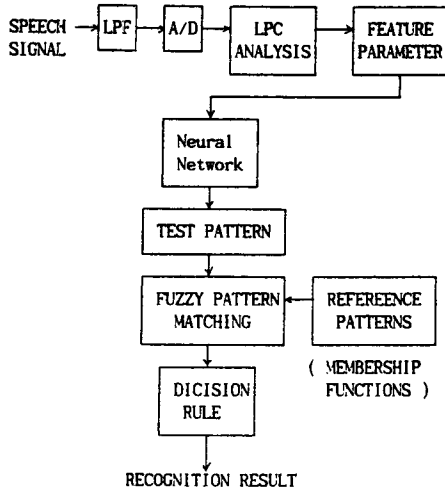 SPEECH
SIGNAL
LPF
A/D
LPC
ANALYSIS
FEATURE
PARAMETER
Neural
Network
TEST PATTERN
FUZZY PATTERN
MATCHING
REFEREENCE
PATTERNS
( MEMBERSHIP
FUNCTIONS )
DICISION
RULE
RECOGNITION RESULT